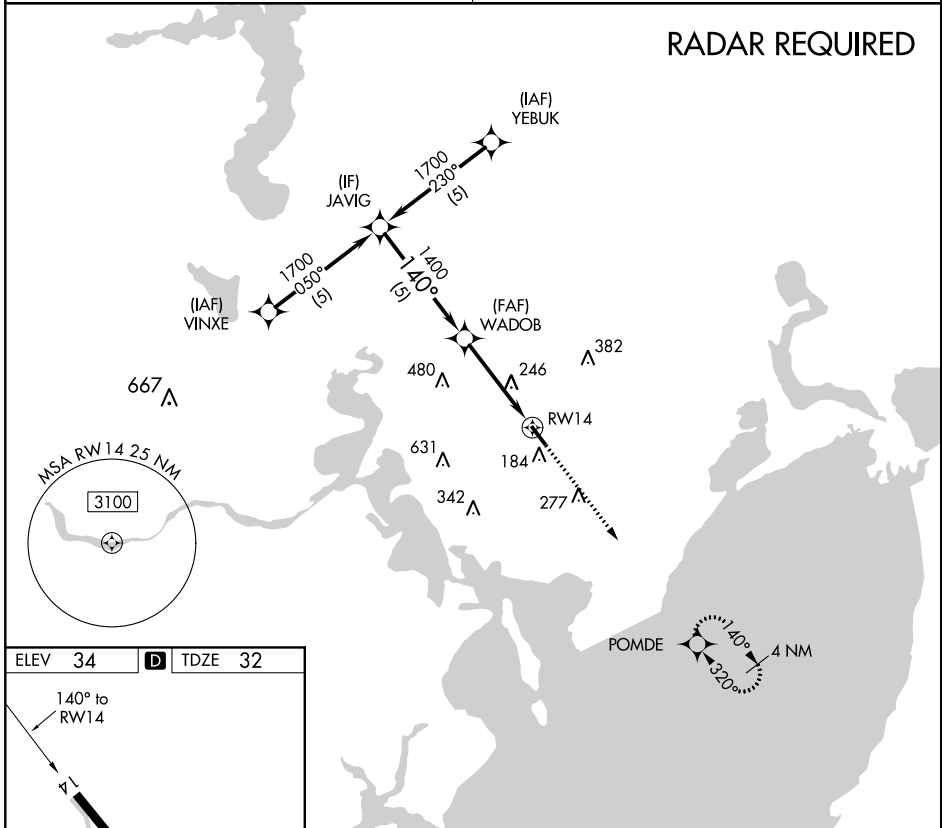 RADAR REQUIRED
(IAF)
YEBUK
1700
230°
(5)
(IF)
JAVIG
1700
050°
(5)
1400
140°
(5)
(IAF)
VINXE
(FAF)
WADOB
382
480
246
667
RW14
631
184
342
277
MSA RW14 25 NM
3100
POMDE
140°
4 NM
320°
ELEV 34 D TDZE 32
140° to
RW14
14